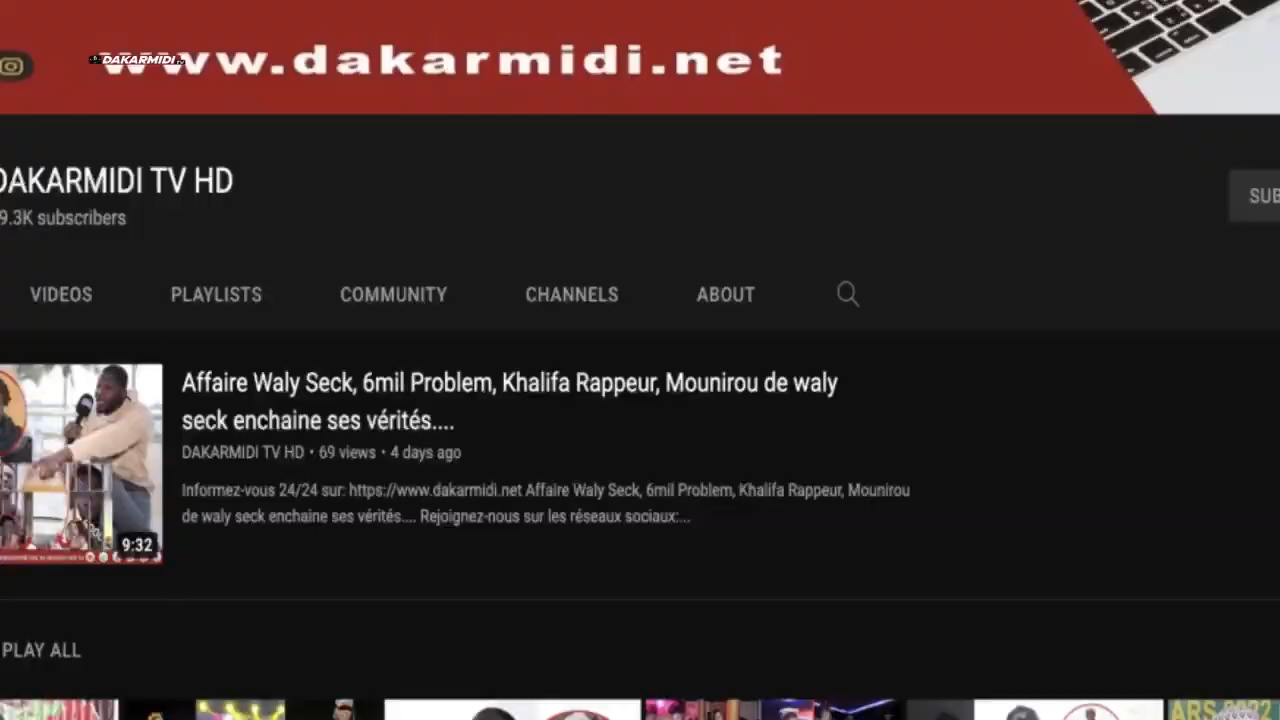 www.dakarmidi.net
DAKARMIDI
DAKARMIDI TV HD
9.3K subscribers
SUB
VIDEOS
PLAYLISTS
COMMUNITY
CHANNELS
ABOUT
Affaire Waly Seck, 6mil Problem, Khalifa Rappeur, Mounirou de waly
seck enchaine ses vérités....
DAKARMIDI TV HD • 69 views • 4 days ago
Informez-vous 24/24 sur: https://www.dakarmidi.net Affaire Waly Seck, 6mil Problem, Khalifa Rappeur, Mounirou
de waly seck enchaine ses vérités.... Rejoignez-nous sur les réseaux sociaux:...
9:32
PLAY ALL
ARS 2022